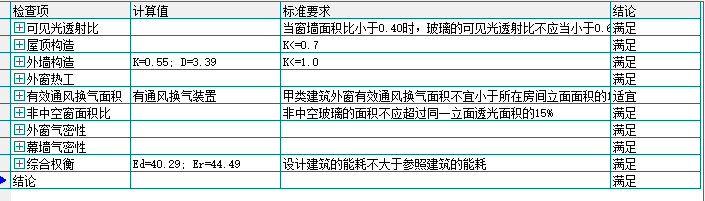 检查项 计算值 标准要求 结论
可见光透射比 当窗墙面积比小于0.40时，玻璃的可见光透射比不应当小于0.6 满足
屋顶构造 K<=0.7 满足
外墙构造 K=0.55; D=3.39 K<=1.0 满足
外窗热工 满足
有效通风换气面积 有通风换气装置 甲类建筑外窗有效通风换气面积不宜小于所在房间立面面积的 适宜
非中空窗面积比 非中空玻璃的面积不应超过同一立面透光面积的15% 满足
外窗气密性 满足
幕墙气密性 满足
综合权衡 Ed=40.29; Er=44.49 设计建筑的能耗不大于参照建筑的能耗 满足
结论 满足